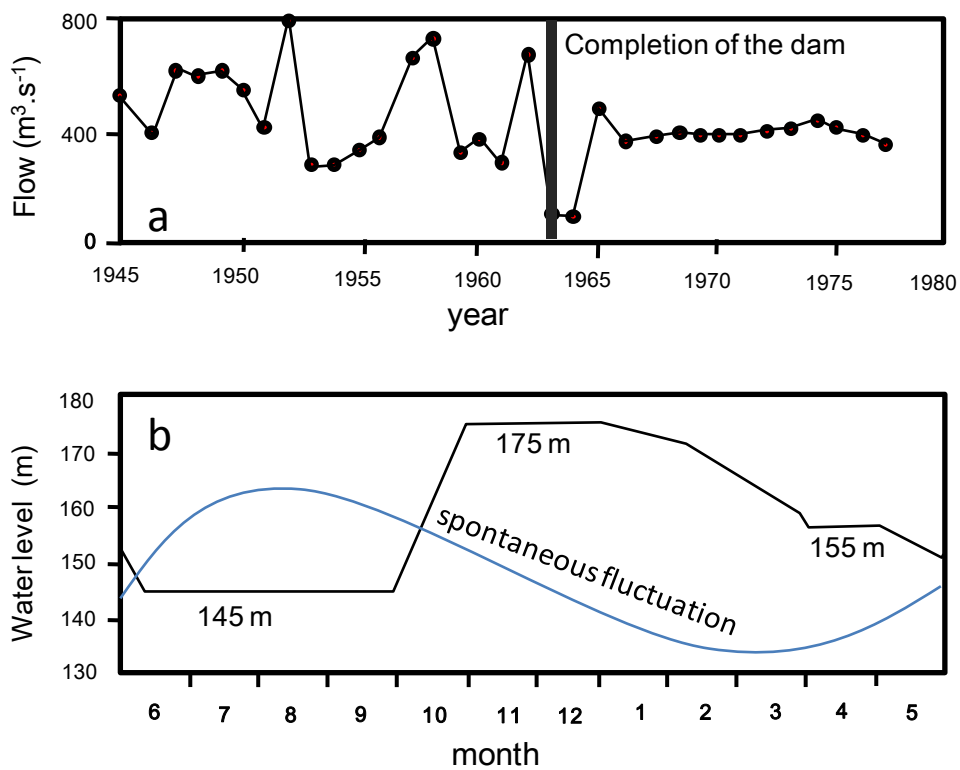 800
Completion of the dam
400
Flow (m³.s⁻¹)
a
0
1945 1950 1955 1960 1965 1970 1975 1980
year
180
b
170
175 m
160
spontaneous fluctuation
150
155 m
Water level (m)
140
145 m
130
6 7 8 9 10 11 12 1 2 3 4 5
month